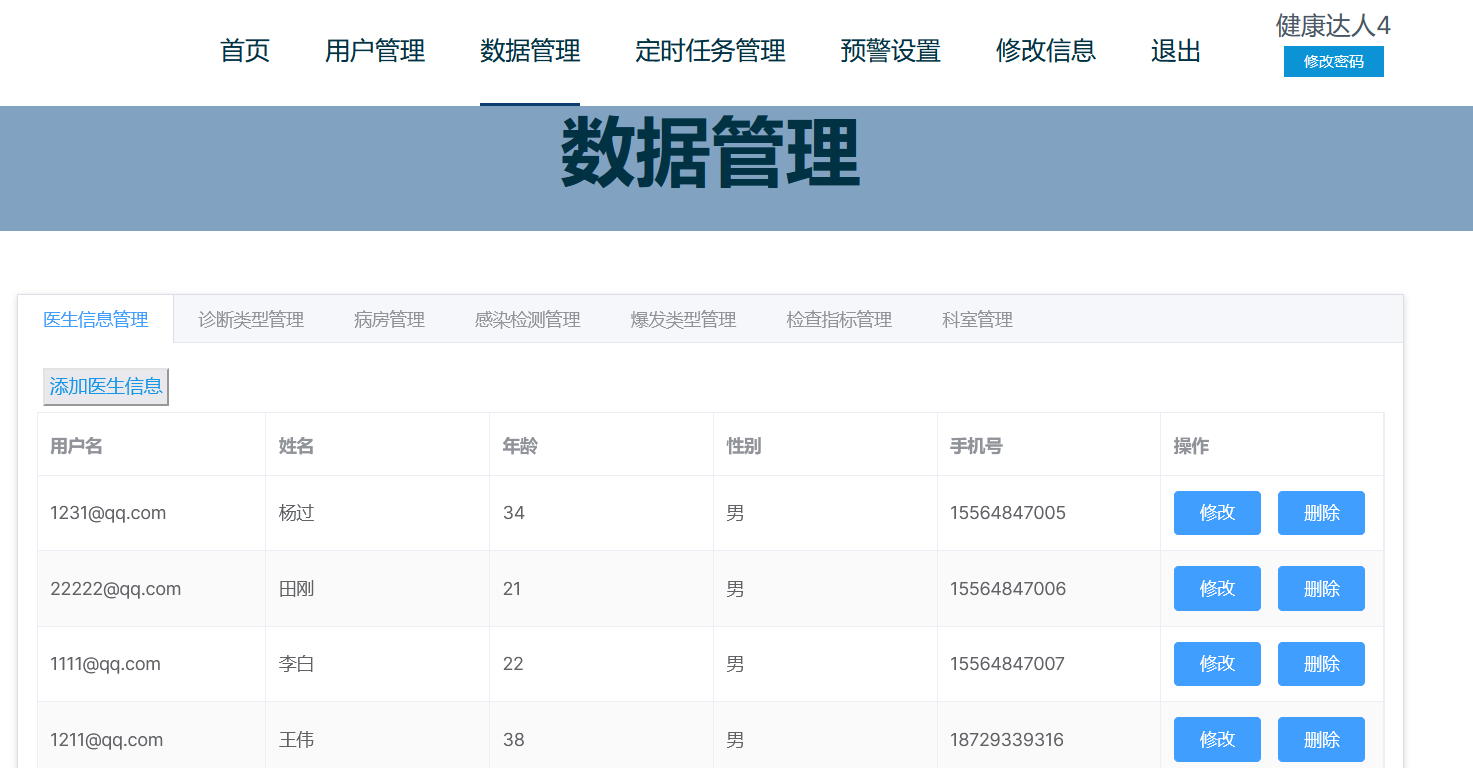 首页 用户管理 数据管理 定时任务管理 预警设置 修改信息 退出 健康达人4
修改密码
数据管理
医生信息管理 诊断类型管理 病房管理 感染检测管理 爆发类型管理 检查指标管理 科室管理
添加医生信息
用户名 姓名 年龄 性别 手机号 操作
1231@qq.com 杨过 34 男 15564847005 修改 删除
22222@qq.com 田刚 21 男 15564847006 修改 删除
1111@qq.com 李白 22 男 15564847007 修改 删除
1211@qq.com 王伟 38 男 18729339316 修改 删除